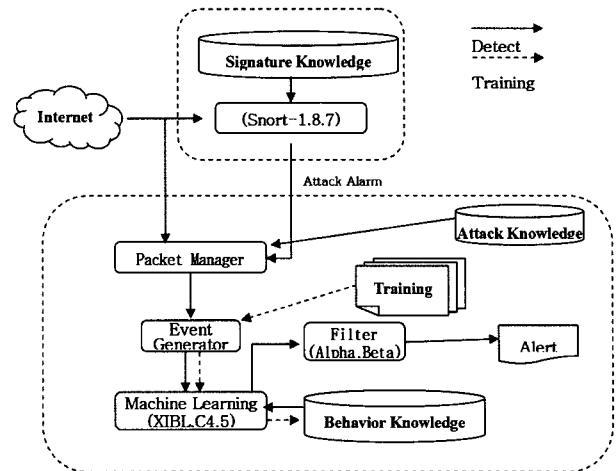 Signature Knowledge
Detect
Training
Internet
(Snort-1.8.7)
Attack Alarm
Attack Knowledge
Packet Manager
Training
Event
Generator
Filter
(Alpha.Beta)
Alert
Machine Learning
(XIBL.C4.5)
Behavior Knowledge